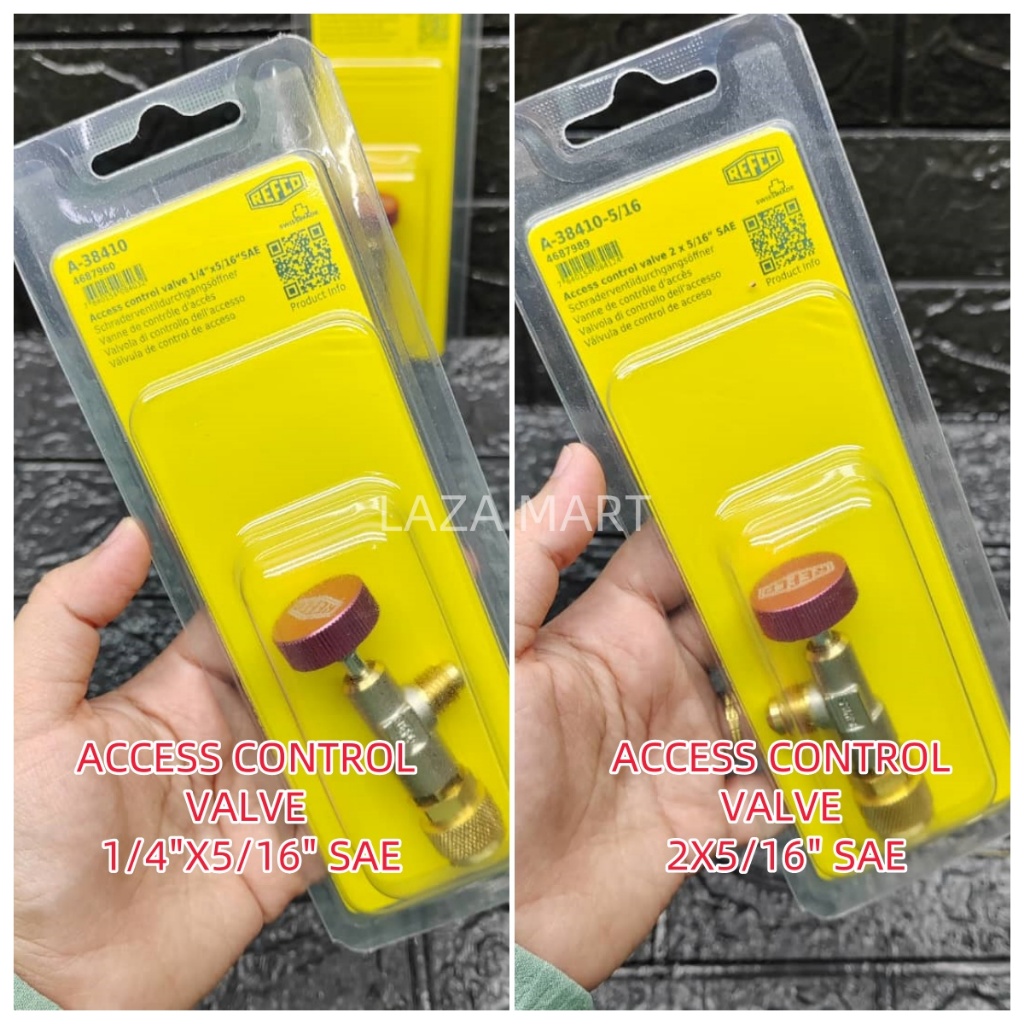 REFCO
A-38410
4687960
Access control valve 1/4"x5/16"SAE
Schraderventildurchgangsöffner
Vanne de contrôle d'accès
Valvola di controllo dell'accesso
Válvula de control de acceso
Product Info
REFCO
ACCESS CONTROL
VALVE
1/4"X5/16" SAE
REFCO
A-38410-5/16
4687989
Access control valve 2 x 5/16" SAE
Schraderventildurchgangsöffner
Vanne de contrôle d'accès
Valvola di controllo dell'accesso
Válvula de control de acceso
Product Info
REFCO
ACCESS CONTROL
VALVE
2X5/16" SAE
LAZA MART